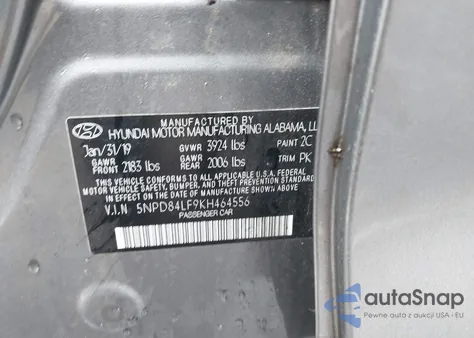 MANUFACTURED BY
HYUNDAI MOTOR MANUFACTURING ALABAMA, LL
Jan/31/19 GVWR 3924 lbs PAINT 2C
GAWR FRONT 2183 lbs GAWR REAR 2006 lbs TRIM PK
THIS VEHICLE CONFORMS TO ALL APPLICABLE U.S.A. FEDERAL
MOTOR VEHICLE SAFETY, BUMPER, AND THEFT PREVENTION STANDARDS
IN EFFECT ON THE DATE OF MANUFACTURE SHOWN ABOVE.
V.I.N 5NPD84LF9KH464556
PASSENGER CAR
autoSnap
Pewne auta z aukcji USA i EU